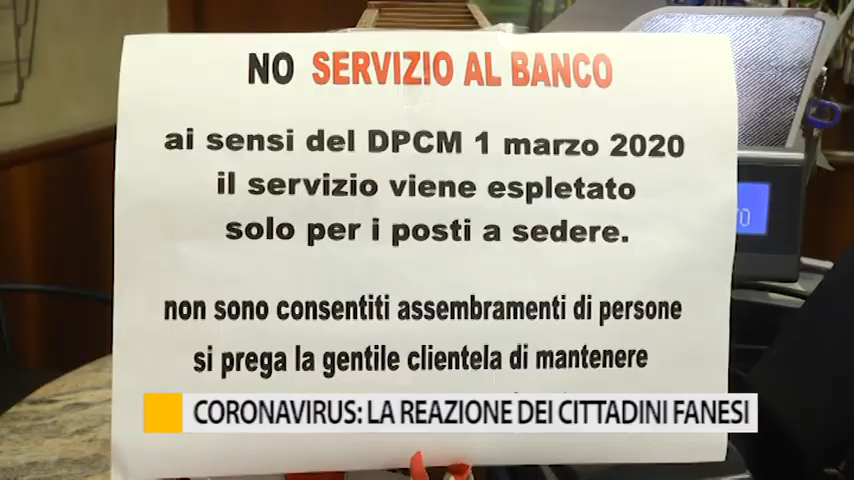 NO SERVIZIO AL BANCO
ai sensi del DPCM 1 marzo 2020
il servizio viene espletato
solo per i posti a sedere.
non sono consentiti assembramenti di persone
si prega la gentile clientela di mantenere
CORONAVIRUS: LA REAZIONE DEI CITTADINI FANESI